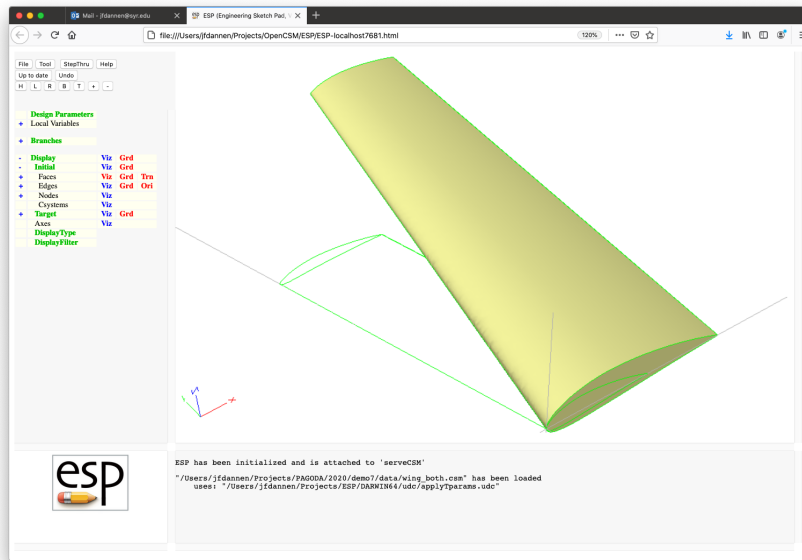 Mail - jfdannen@syr.edu
ESP (Engineering Sketch Pad,
file:///Users/jfdannen/Projects/OpenCSM/ESP/ESP-localhost7681.html
120%
File Tool StepThru Help
Up to date Undo
H L R B T + -
Design Parameters
+ Local Variables
+ Branches
- Display Viz Grd
- Initial Viz Grd
+ Faces Viz Grd Trn
+ Edges Viz Grd Ori
+ Nodes Viz
Csystems Viz
+ Target Viz Grd
Axes Viz
DisplayType
DisplayFilter
Z
X
esp
ESP has been initialized and is attached to 'serveCSM'
"/Users/jfdannen/Projects/PAGODA/2020/demo7/data/wing_both.csm" has been loaded
uses: "/Users/jfdannen/Projects/ESP/DARWIN64/udc/applyTparams.udc"